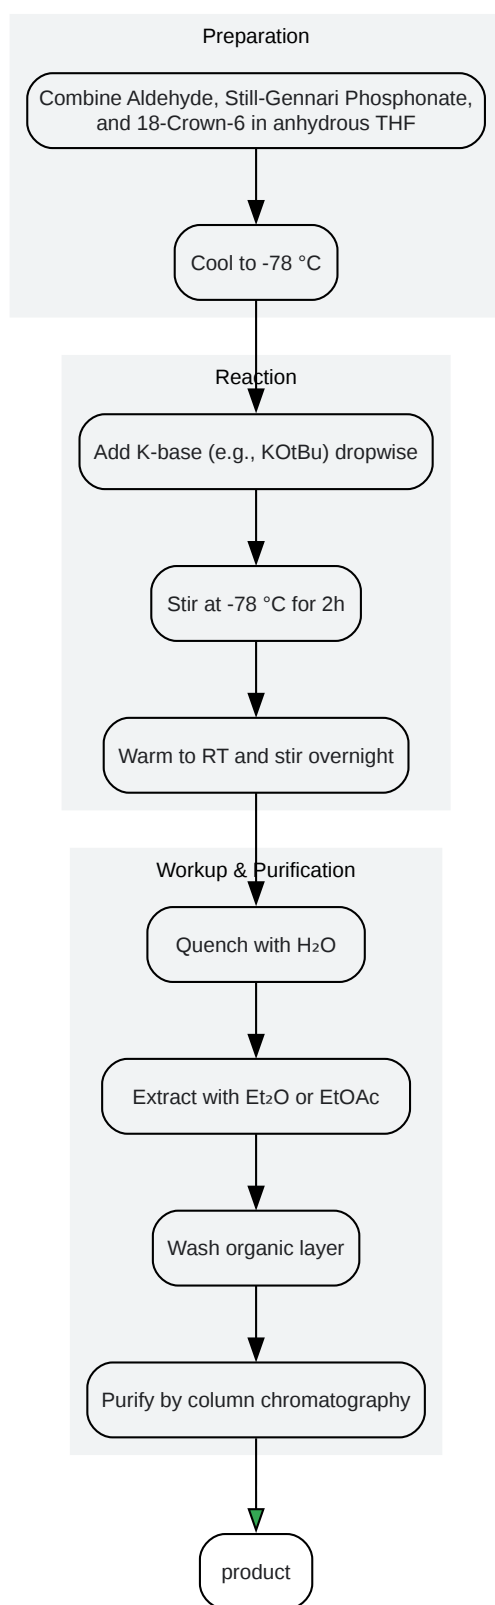 Preparation
Combine Aldehyde, Still-Gennari Phosphonate,
and 18-Crown-6 in anhydrous THF
Cool to -78 °C
Reaction
Add K-base (e.g., KOtBu) dropwise
Stir at -78 °C for 2h
Warm to RT and stir overnight
Workup & Purification
Quench with H₂O
Extract with Et₂O or EtOAc
Wash organic layer
Purify by column chromatography
product